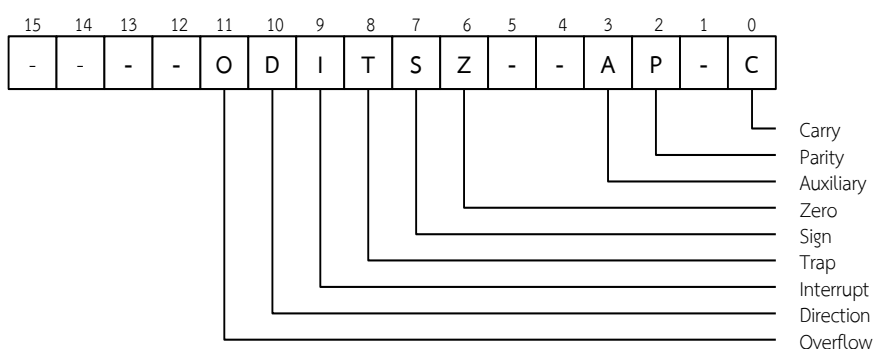 15 14 13 12 11 10 9 8 7 6 5 4 3 2 1 0
- - - - O D I T S Z - - A P - C
Carry
Parity
Auxiliary
Zero
Sign
Trap
Interrupt
Direction
Overflow